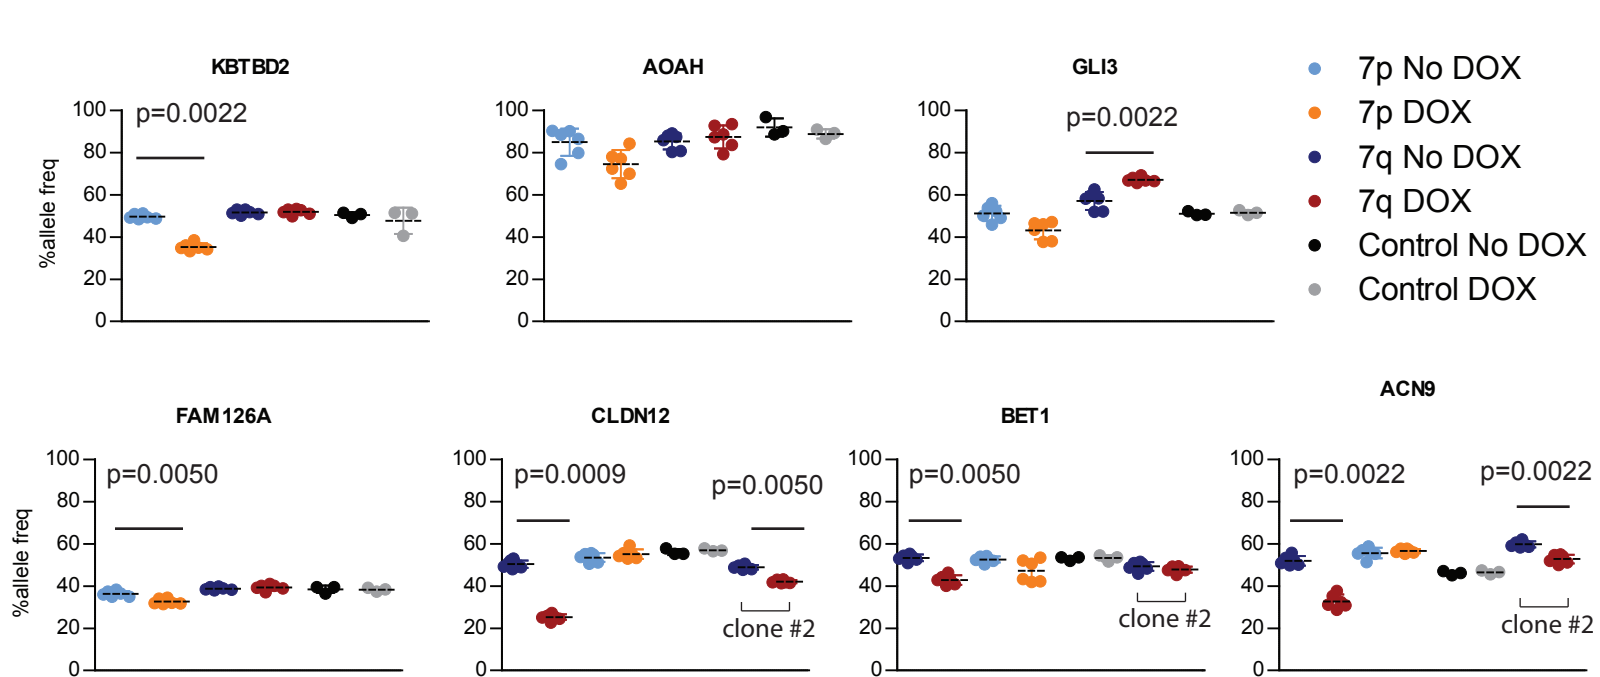 KBTBD2
AOAH
GLI3
7p No DOX
7p DOX
7q No DOX
7q DOX
Control No DOX
Control DOX
p=0.0022
p=0.0022
%allele freq
100
80
60
40
20
0
100
80
60
40
20
0
100
80
60
40
20
0
FAM126A
CLDN12
BET1
ACN9
p=0.0050
p=0.0009
p=0.0050
p=0.0050
p=0.0022
p=0.0022
%allele freq
100
80
60
40
20
0
100
80
60
40
20
0
clone #2
100
80
60
40
20
0
clone #2
100
80
60
40
20
0
clone #2